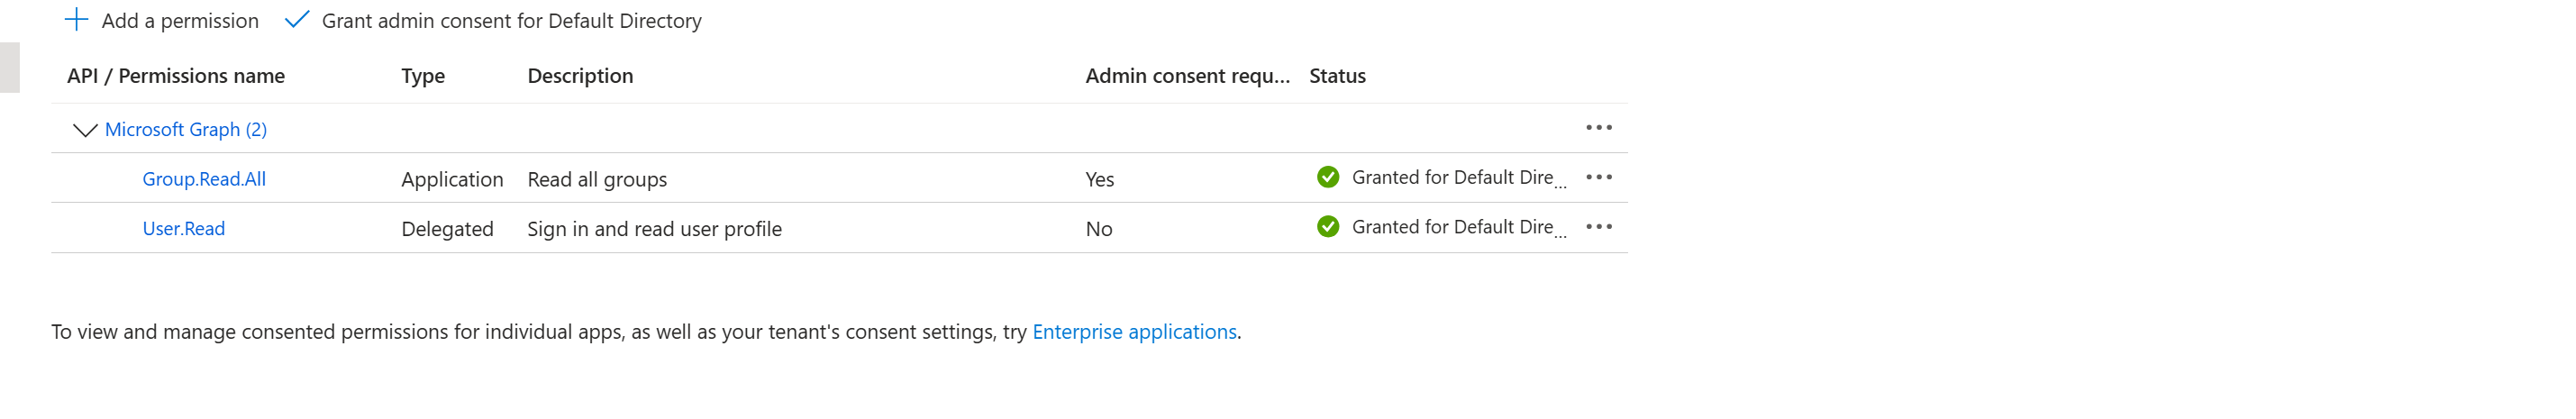 Add a permission Grant admin consent for Default Directory
API / Permissions name Type Description Admin consent requ... Status
Microsoft Graph (2)
Group.Read.All Application Read all groups Yes Granted for Default Dire...
User.Read Delegated Sign in and read user profile No Granted for Default Dire...
To view and manage consented permissions for individual apps, as well as your tenant's consent settings, try Enterprise applications.